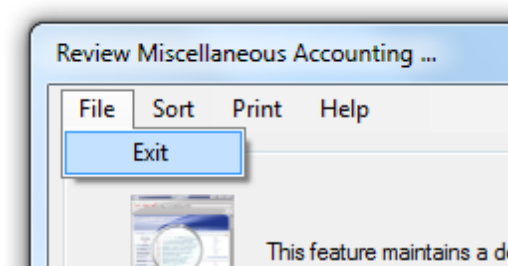 Review Miscellaneous Accounting ...
File Sort Print Help
Exit
This feature maintains a